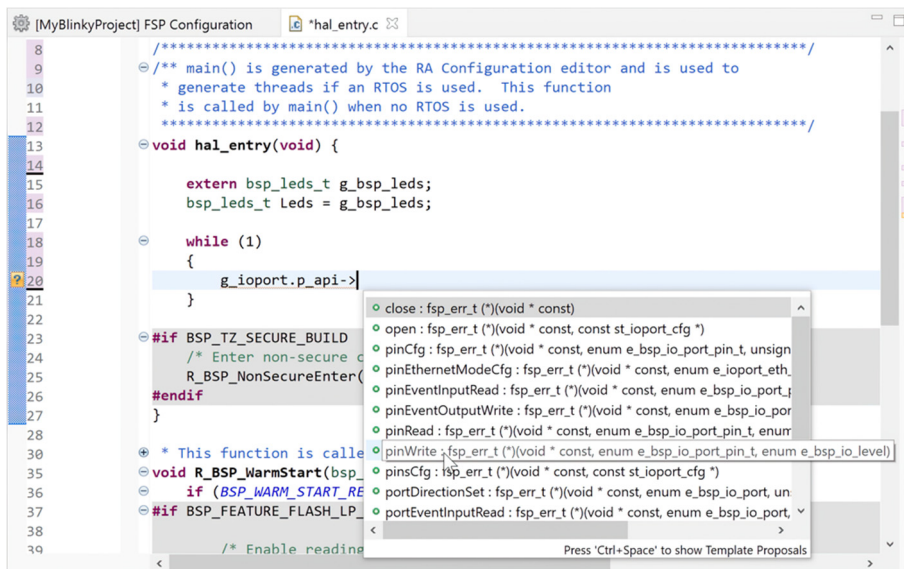 [MyBlinkyProject] FSP Configuration
*hal_entry.c
8 /*******************************************************************************/
9 /** main() is generated by the RA Configuration editor and is used to
10 * generate threads if an RTOS is used.  This function
11 * is called by main() when no RTOS is used.
12 ******************************************************************************/
13 void hal_entry(void) {
14
15 extern bsp_leds_t g_bsp_leds;
16 bsp_leds_t Leds = g_bsp_leds;
17
18 while (1)
19 {
20 g_ioport.p_api->
21 }
22
23 #if BSP_TZ_SECURE_BUILD
24 /* Enter non-secure c
25 R_BSP_NonSecureEnter(
26 #endif
27 }
28
30 * This function is calle
35 void R_BSP_WarmStart(bsp_
36 if (BSP_WARM_START_RE
37 #if BSP_FEATURE_FLASH_LP_
38
39 /* Enable reading
close : fsp_err_t (*)(void * const)
open : fsp_err_t (*)(void * const, const st_ioport_cfg *)
pinCfg : fsp_err_t (*)(void * const, enum e_bsp_io_port_pin_t, unsign
pinEthernetModeCfg : fsp_err_t (*)(void * const, enum e_ioport_eth_
pinEventInputRead : fsp_err_t (*)(void * const, enum e_bsp_io_port_p
pinEventOutputWrite : fsp_err_t (*)(void * const, enum e_bsp_io_por
pinRead : fsp_err_t (*)(void * const, enum e_bsp_io_port_pin_t, enum
pinWrite : fsp_err_t (*)(void * const, enum e_bsp_io_port_pin_t, enum e_bsp_io_level)
pinsCfg : fsp_err_t (*)(void * const, const st_ioport_cfg *)
portDirectionSet : fsp_err_t (*)(void * const, enum e_bsp_io_port, un
portEventInputRead : fsp_err_t (*)(void * const, enum e_bsp_io_port,
Press 'Ctrl+Space' to show Template Proposals